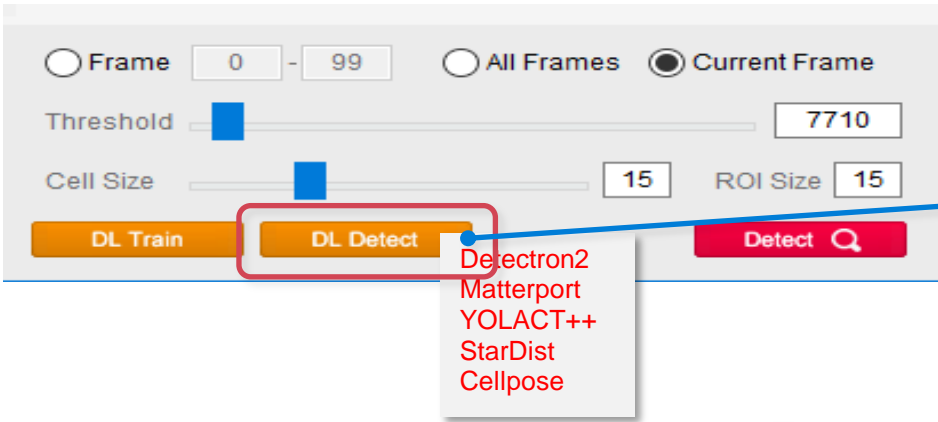 Frame 0 - 99 All Frames Current Frame
Threshold 7710
Cell Size 15 ROI Size 15
DL Train DL Detect Detect
Detectron2
Matterport
YOLACT++
StarDist
Cellpose